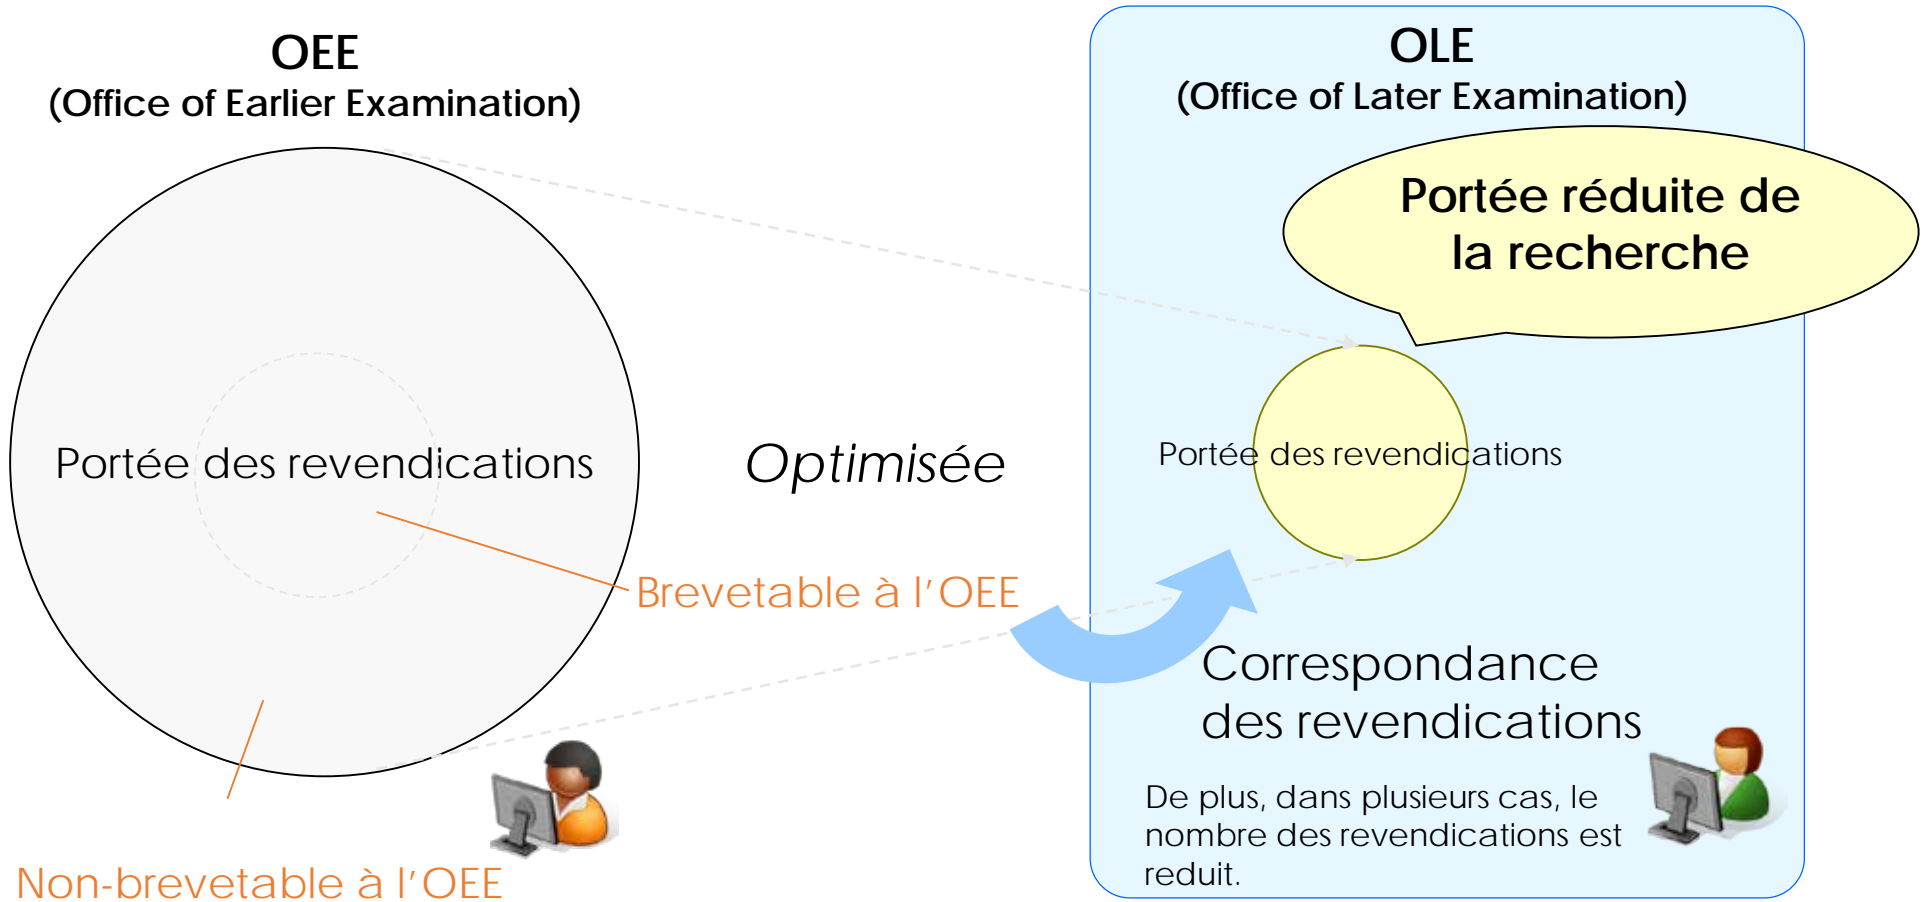 OEE
(Office of Earlier Examination)
Portée des revendications
Brevetable à l’OEE
Non-brevetable à l’OEE
Optimisée
OLE
(Office of Later Examination)
Portée réduite de
la recherche
Portée des revendications
Correspondance
des revendications
De plus, dans plusieurs cas, le
nombre des revendications est
reduit.